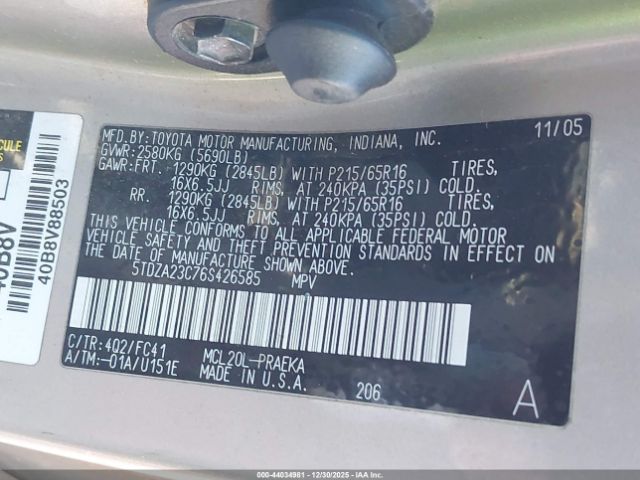 MFD.BY:TOYOTA MOTOR MANUFACTURING, INDIANA, INC. 11/05
GVWR:2580KG (5690LB)
GAWR:FRT. 1290KG (2845LB) WITH P215/65R16 TIRES,
16X6.5JJ RIMS, AT 240KPA (35PSI) COLD.
RR. 1290KG (2845LB) WITH P215/65R16 TIRES,
16X6.5JJ RIMS, AT 240KPA (35PSI) COLD.
THIS VEHICLE CONFORMS TO ALL APPLICABLE FEDERAL MOTOR
VEHICLE SAFETY AND THEFT PREVENTION STANDARDS IN EFFECT ON
THE DATE OF MANUFACTURE SHOWN ABOVE.
5TDZA23C76S426585 MPV
C/TR:4Q2/FC41 MCL20L-PRAEKA
A/TM:-01A/U151E MADE IN U.S.A. 206 A
40B8V
40B8V88503
000-44034961 - 12/30/2025 - COPART